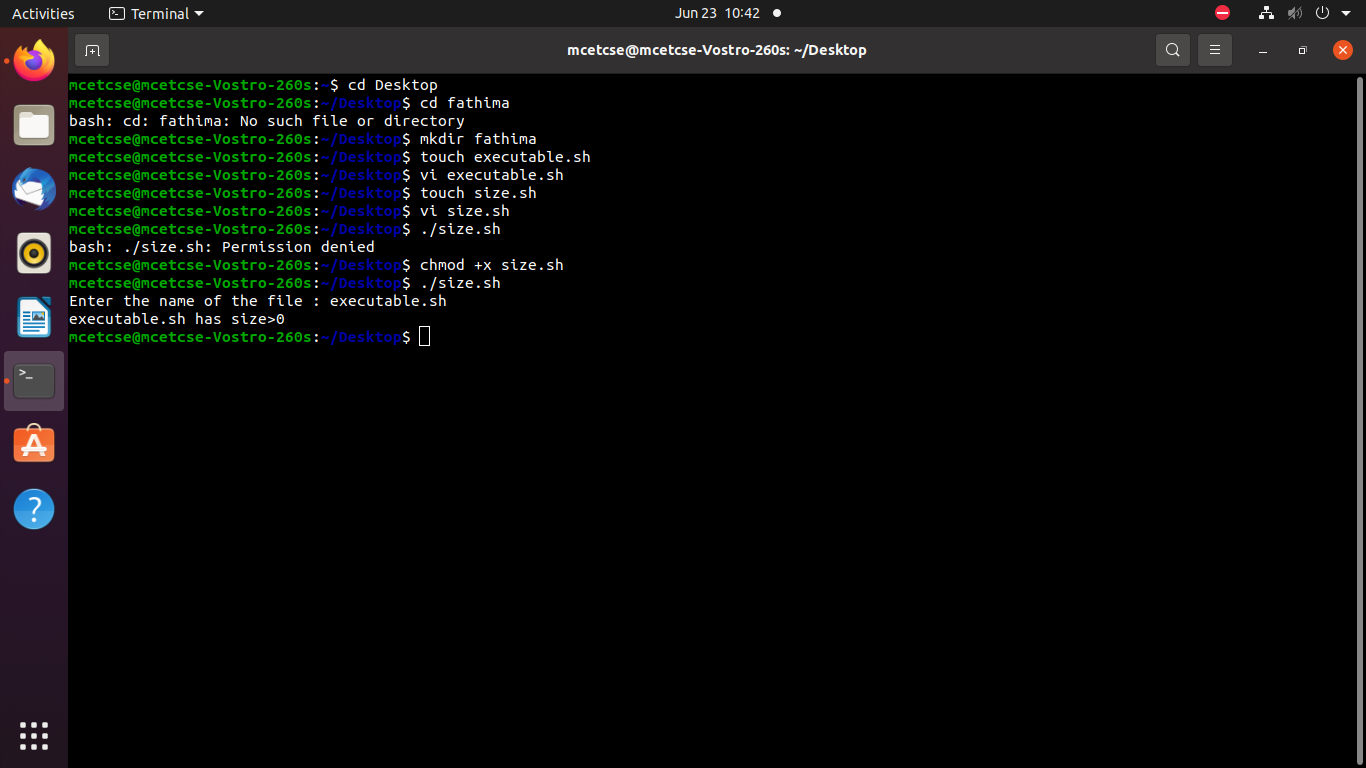 Activities
Terminal
Jun 23 10:42
mcetcse@mcetcse-Vostro-260s: ~/Desktop
mcetcse@mcetcse-Vostro-260s:~$ cd Desktop
mcetcse@mcetcse-Vostro-260s:~/Desktop$ cd fathima
bash: cd: fathima: No such file or directory
mcetcse@mcetcse-Vostro-260s:~/Desktop$ mkdir fathima
mcetcse@mcetcse-Vostro-260s:~/Desktop$ touch executable.sh
mcetcse@mcetcse-Vostro-260s:~/Desktop$ vi executable.sh
mcetcse@mcetcse-Vostro-260s:~/Desktop$ touch size.sh
mcetcse@mcetcse-Vostro-260s:~/Desktop$ vi size.sh
mcetcse@mcetcse-Vostro-260s:~/Desktop$ ./size.sh
bash: ./size.sh: Permission denied
mcetcse@mcetcse-Vostro-260s:~/Desktop$ chmod +x size.sh
mcetcse@mcetcse-Vostro-260s:~/Desktop$ ./size.sh
Enter the name of the file : executable.sh
executable.sh has size>0
mcetcse@mcetcse-Vostro-260s:~/Desktop$